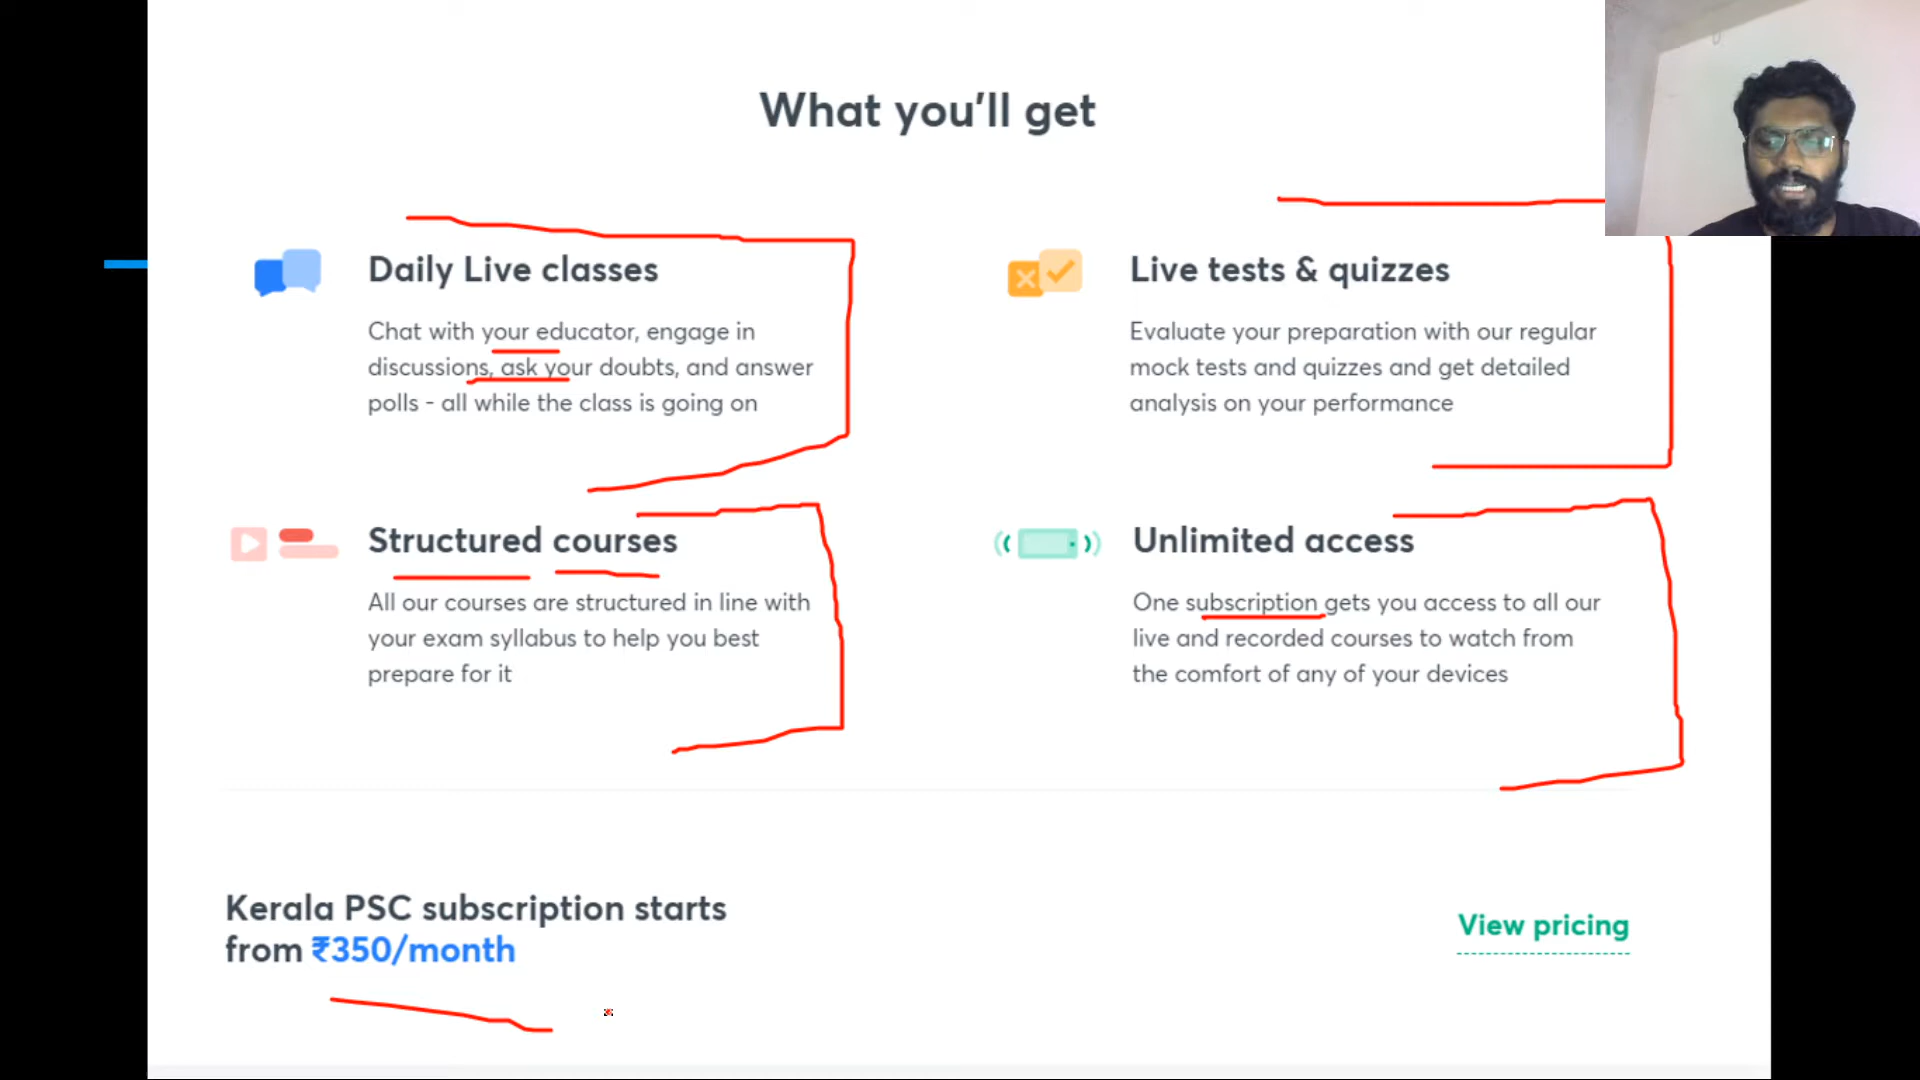 What you'll get
Daily Live classes
Chat with your educator, engage in
discussions, ask your doubts, and answer
polls - all while the class is going on
Live tests & quizzes
Evaluate your preparation with our regular
mock tests and quizzes and get detailed
analysis on your performance
Structured courses
All our courses are structured in line with
your exam syllabus to help you best
prepare for it
Unlimited access
One subscription gets you access to all our
live and recorded courses to watch from
the comfort of any of your devices
Kerala PSC subscription starts
from ₹350/month
View pricing